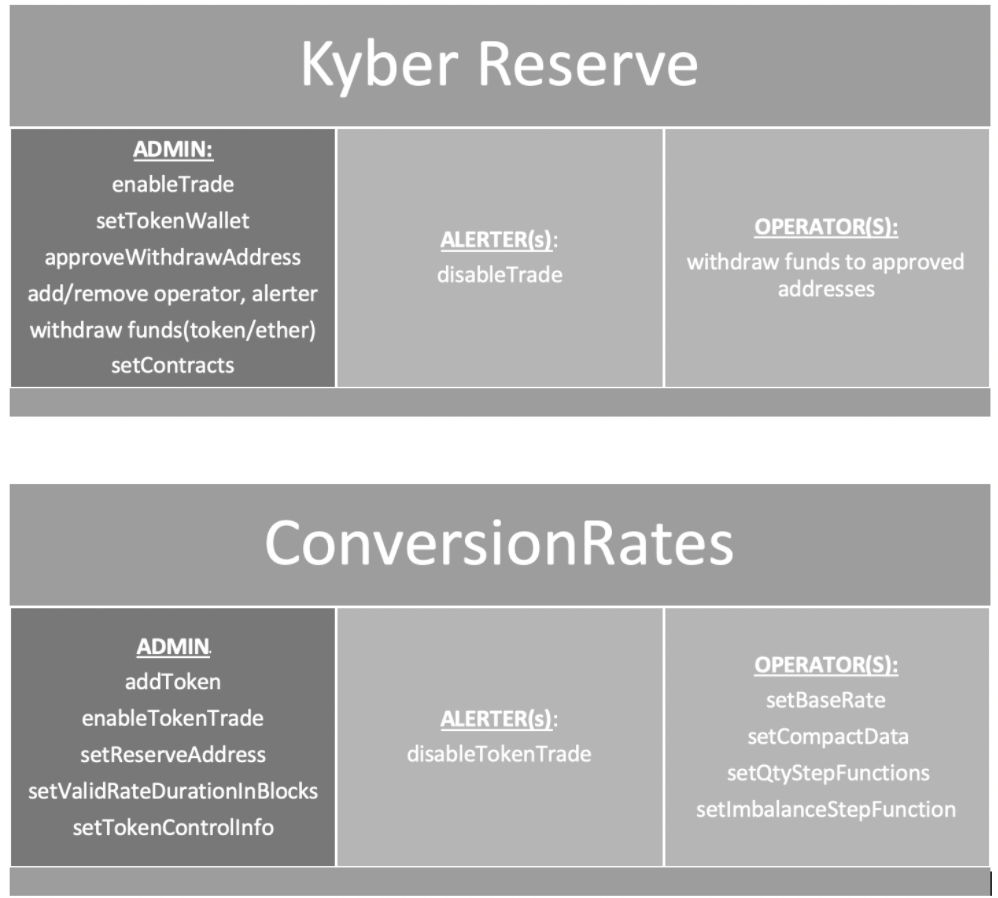 Kyber Reserve
ADMIN:
enableTrade
setTokenWallet
approveWithdrawAddress
add/remove operator, alerter
withdraw funds(token/ether)
setContracts
ALERTER(s):
disableTrade
OPERATOR(S):
withdraw funds to approved
addresses
ConversionRates
ADMIN.
addToken
enableTokenTrade
setReserveAddress
setValidRateDurationInBlocks
setTokenControlInfo
ALERTER(s):
disableTokenTrade
OPERATOR(S):
setBaseRate
setCompactData
setQtyStepFunctions
setImbalanceStepFunction